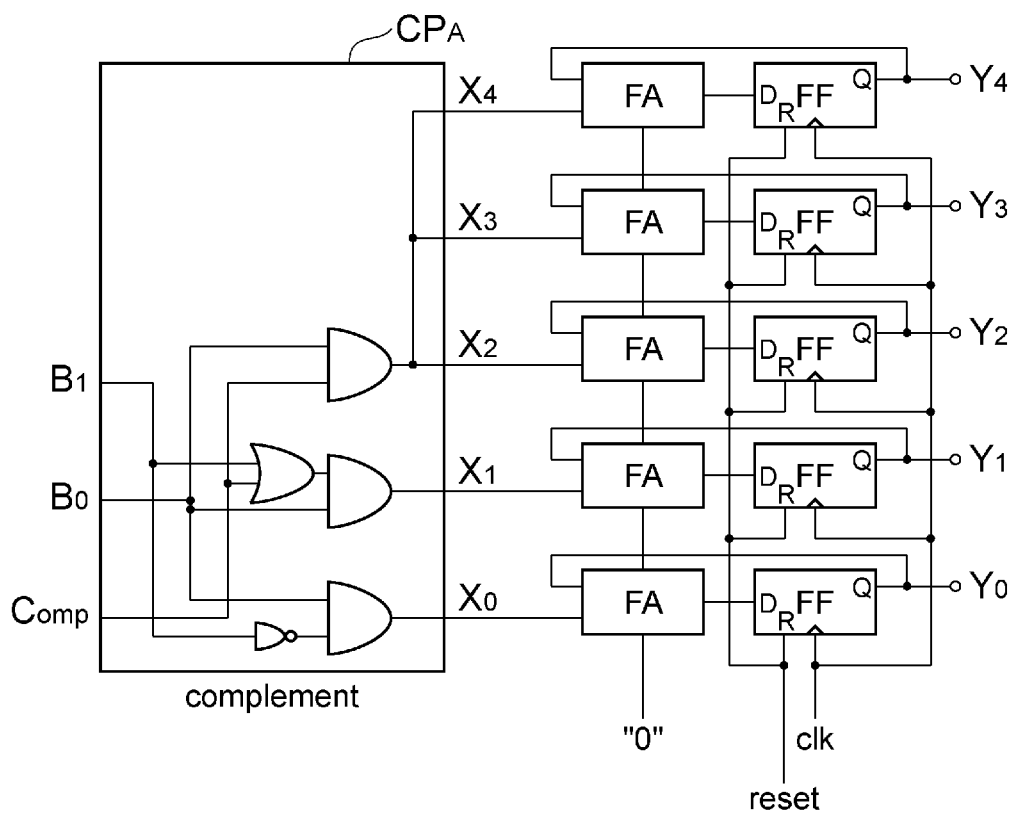 CPA
X4
FA
D
R
FF
Q
Y4
X3
FA
D
R
FF
Q
Y3
X2
FA
D
R
FF
Q
Y2
B1
X1
FA
D
R
FF
Q
Y1
B0
X0
FA
D
R
FF
Q
Y0
Comp
complement
"0"
clk
reset